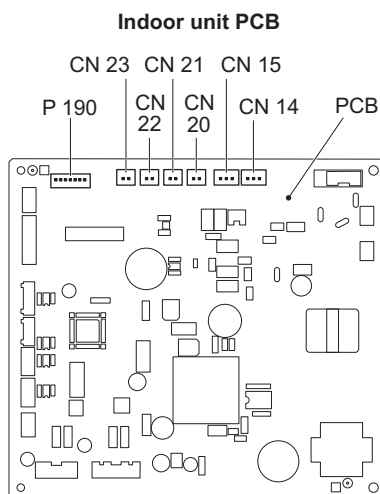 Indoor unit PCB
CN 23 CN 21 CN 15
P 190 CN 22 CN 20 CN 14 PCB